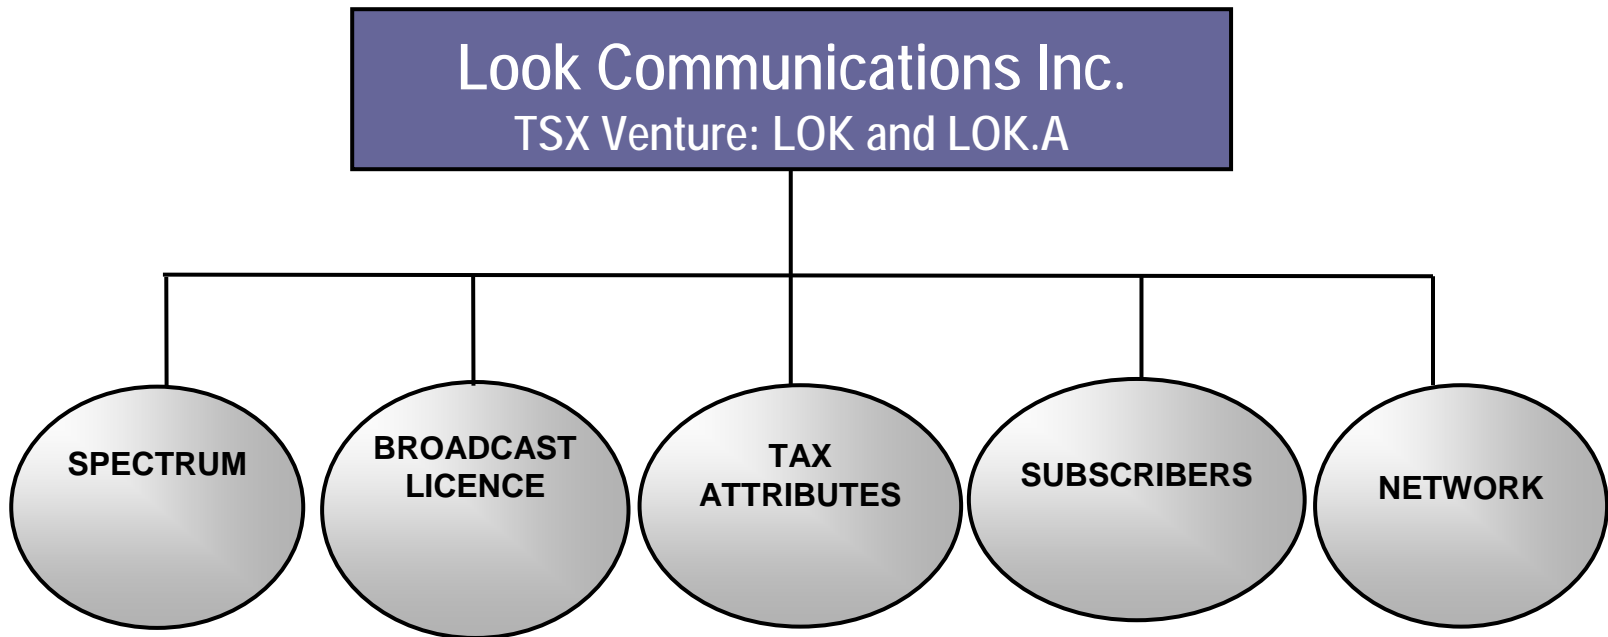 Look Communications Inc.
TSX Venture: LOK and LOK.A
SPECTRUM
BROADCAST
LICENCE
TAX
ATTRIBUTES
SUBSCRIBERS
NETWORK